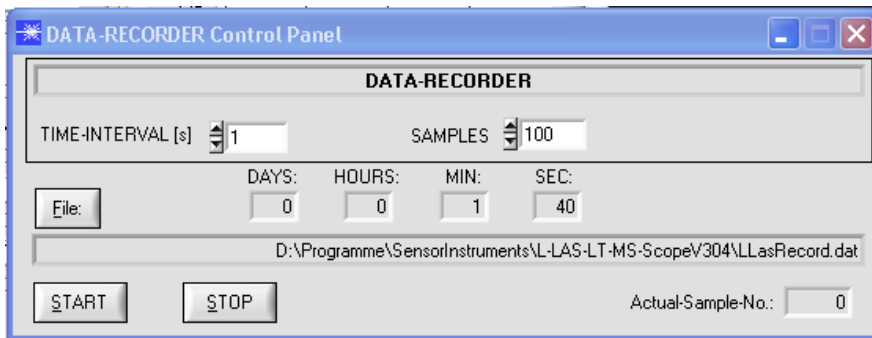 DATA-RECORDER Control Panel
DATA-RECORDER
TIME-INTERVAL [s] 1 SAMPLES 100
DAYS: HOURS: MIN: SEC:
File: 0 0 1 40
D:\Programme\SensorInstruments\L-LAS-LT-MS-ScopeV304\LLasRecord.dat
START STOP Actual-Sample-No.: 0